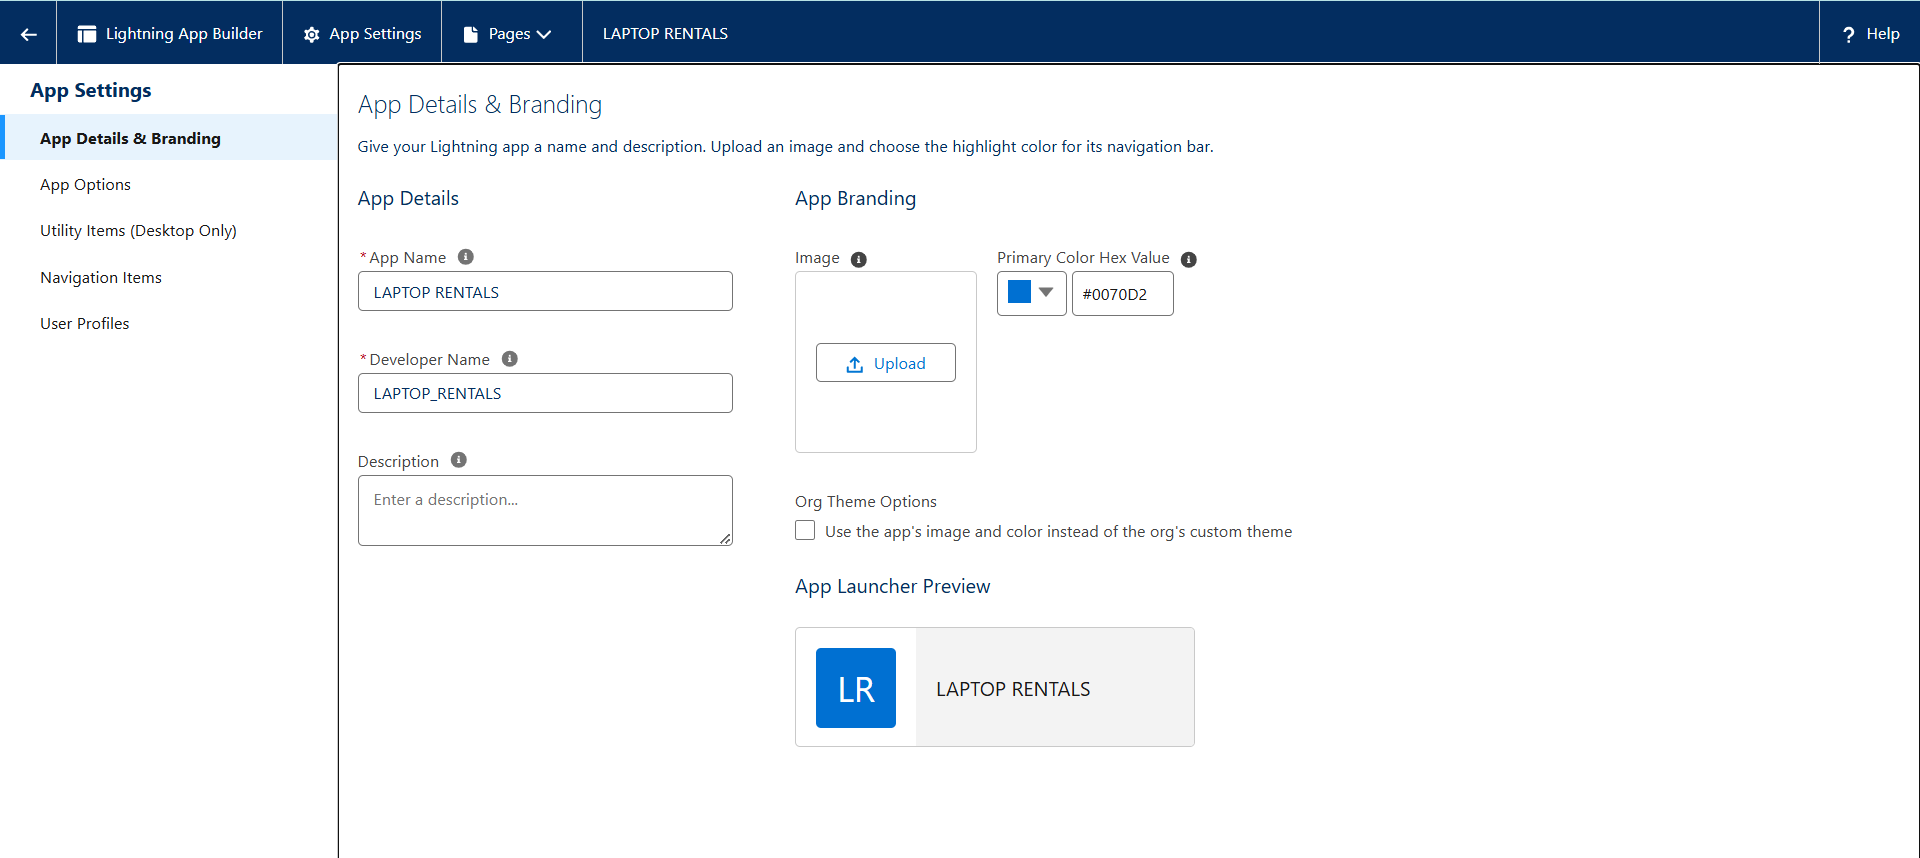 Lightning App Builder
App Settings
Pages
LAPTOP RENTALS
? Help
App Settings
App Details & Branding
App Options
Utility Items (Desktop Only)
Navigation Items
User Profiles
App Details & Branding
Give your Lightning app a name and description. Upload an image and choose the highlight color for its navigation bar.
App Details
*App Name
LAPTOP RENTALS
*Developer Name
LAPTOP_RENTALS
Description
Enter a description...
App Branding
Image
Upload
Primary Color Hex Value
#0070D2
Org Theme Options
Use the app's image and color instead of the org's custom theme
App Launcher Preview
LR
LAPTOP RENTALS